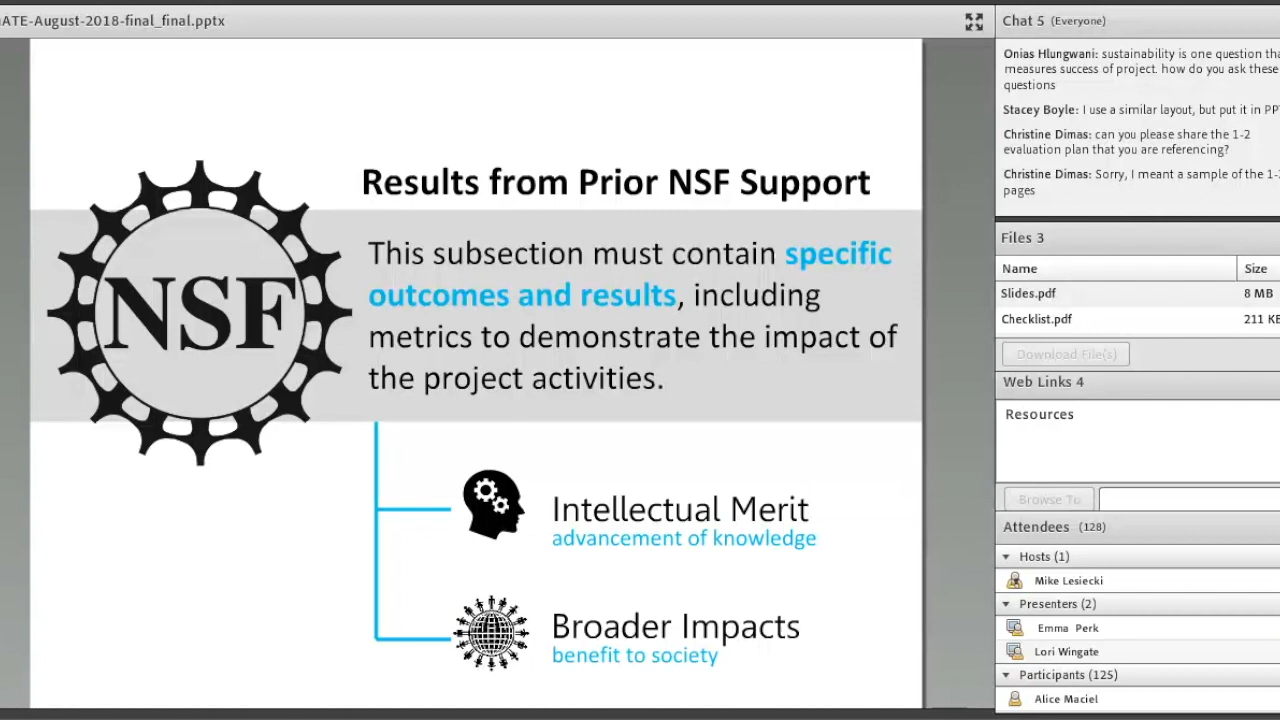 ATE-August-2018-final_final.pptx
Results from Prior NSF Support
NSF
This subsection must contain specific
outcomes and results, including
metrics to demonstrate the impact of
the project activities.
Intellectual Merit
advancement of knowledge
Broader Impacts
benefit to society
Chat 5 (Everyone)
Onias Hlungwani: sustainability is one question tha
measures success of project. how do you ask these
questions
Stacey Boyle: I use a similar layout, but put it in PP
Christine Dimas: can you please share the 1-2
evaluation plan that you are referencing?
Christine Dimas: Sorry, I meant a sample of the 1-
pages
Files 3
Name Size
Slides.pdf 8 MB
Checklist.pdf 211 KB
Download File(s)
Web Links 4
Resources
Browse To
Attendees (128)
Hosts (1)
Mike Lesiecki
Presenters (2)
Emma Perk
Lori Wingate
Participants (125)
Alice Maciel